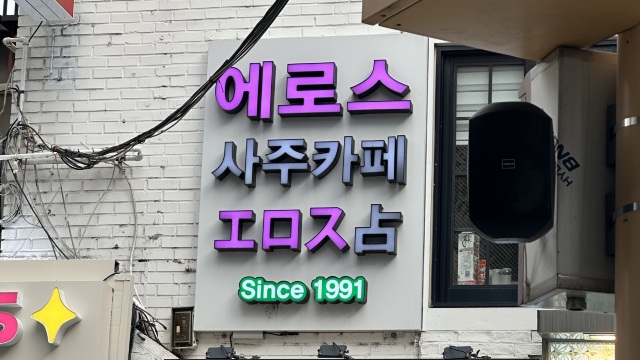 에로스
사주카페
エロス占
Since 1991